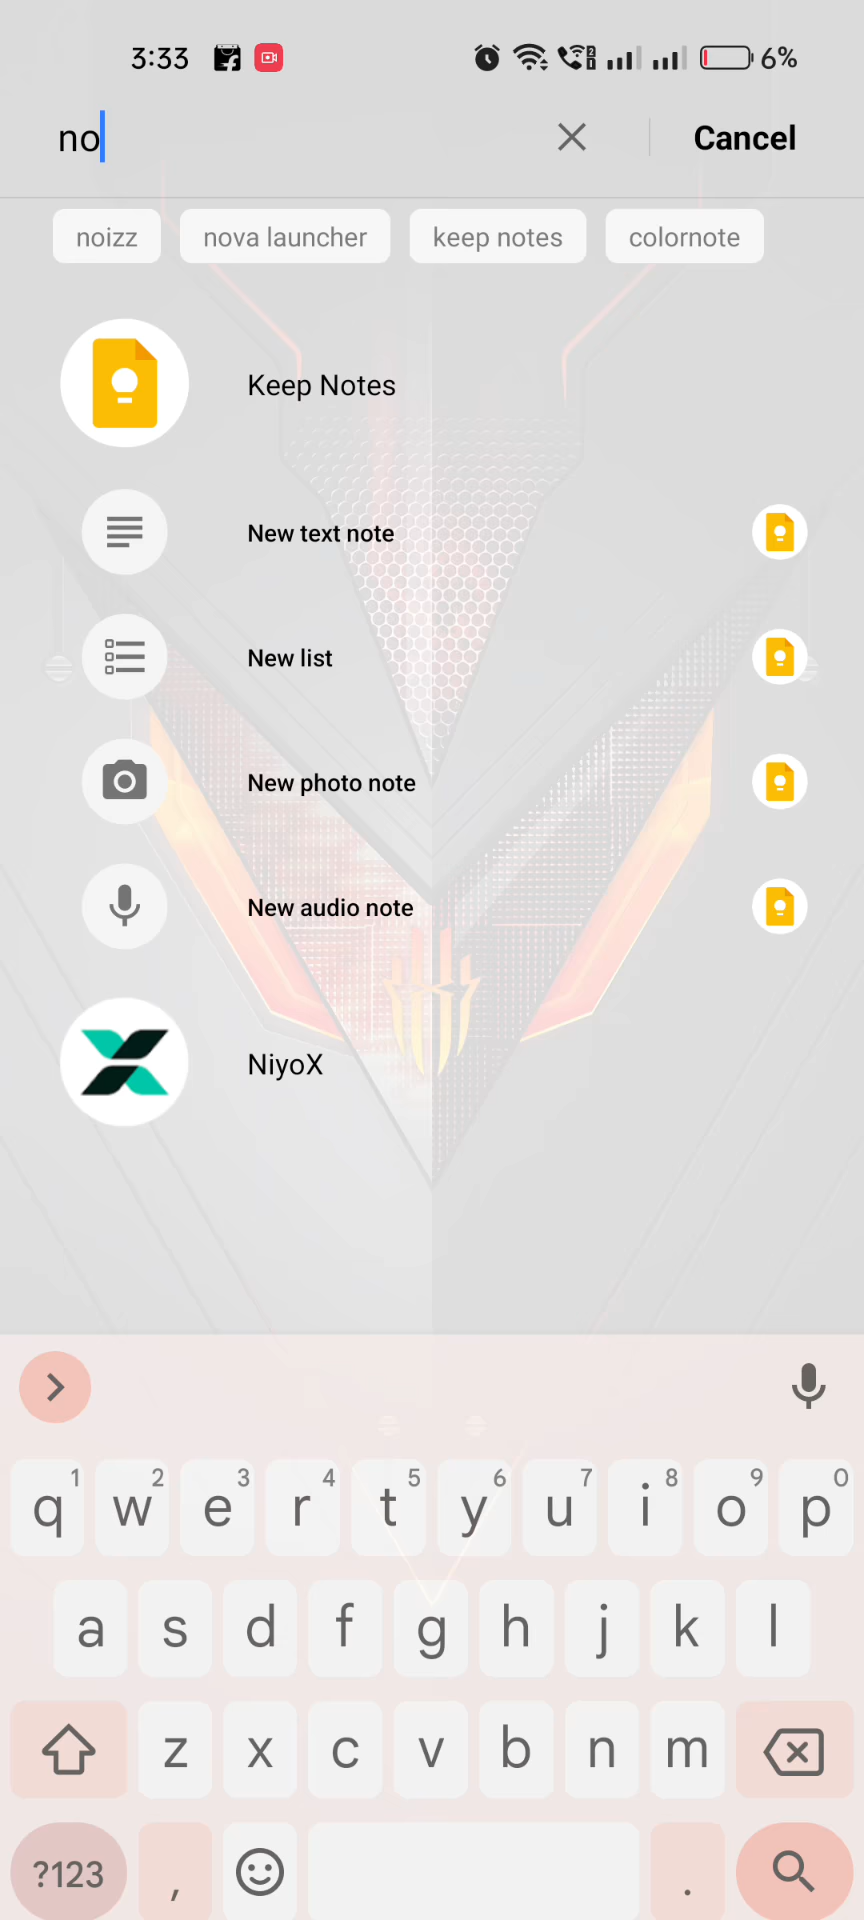 3:33 6%
no Cancel
noizz nova launcher keep notes colornote
Keep Notes
New text note
New list
New photo note
New audio note
NiyoX
1 2 3 4 5 6 7 8 9 0
q w e r t y u i o p
a s d f g h j k l
z x c v b n m
?123 , .